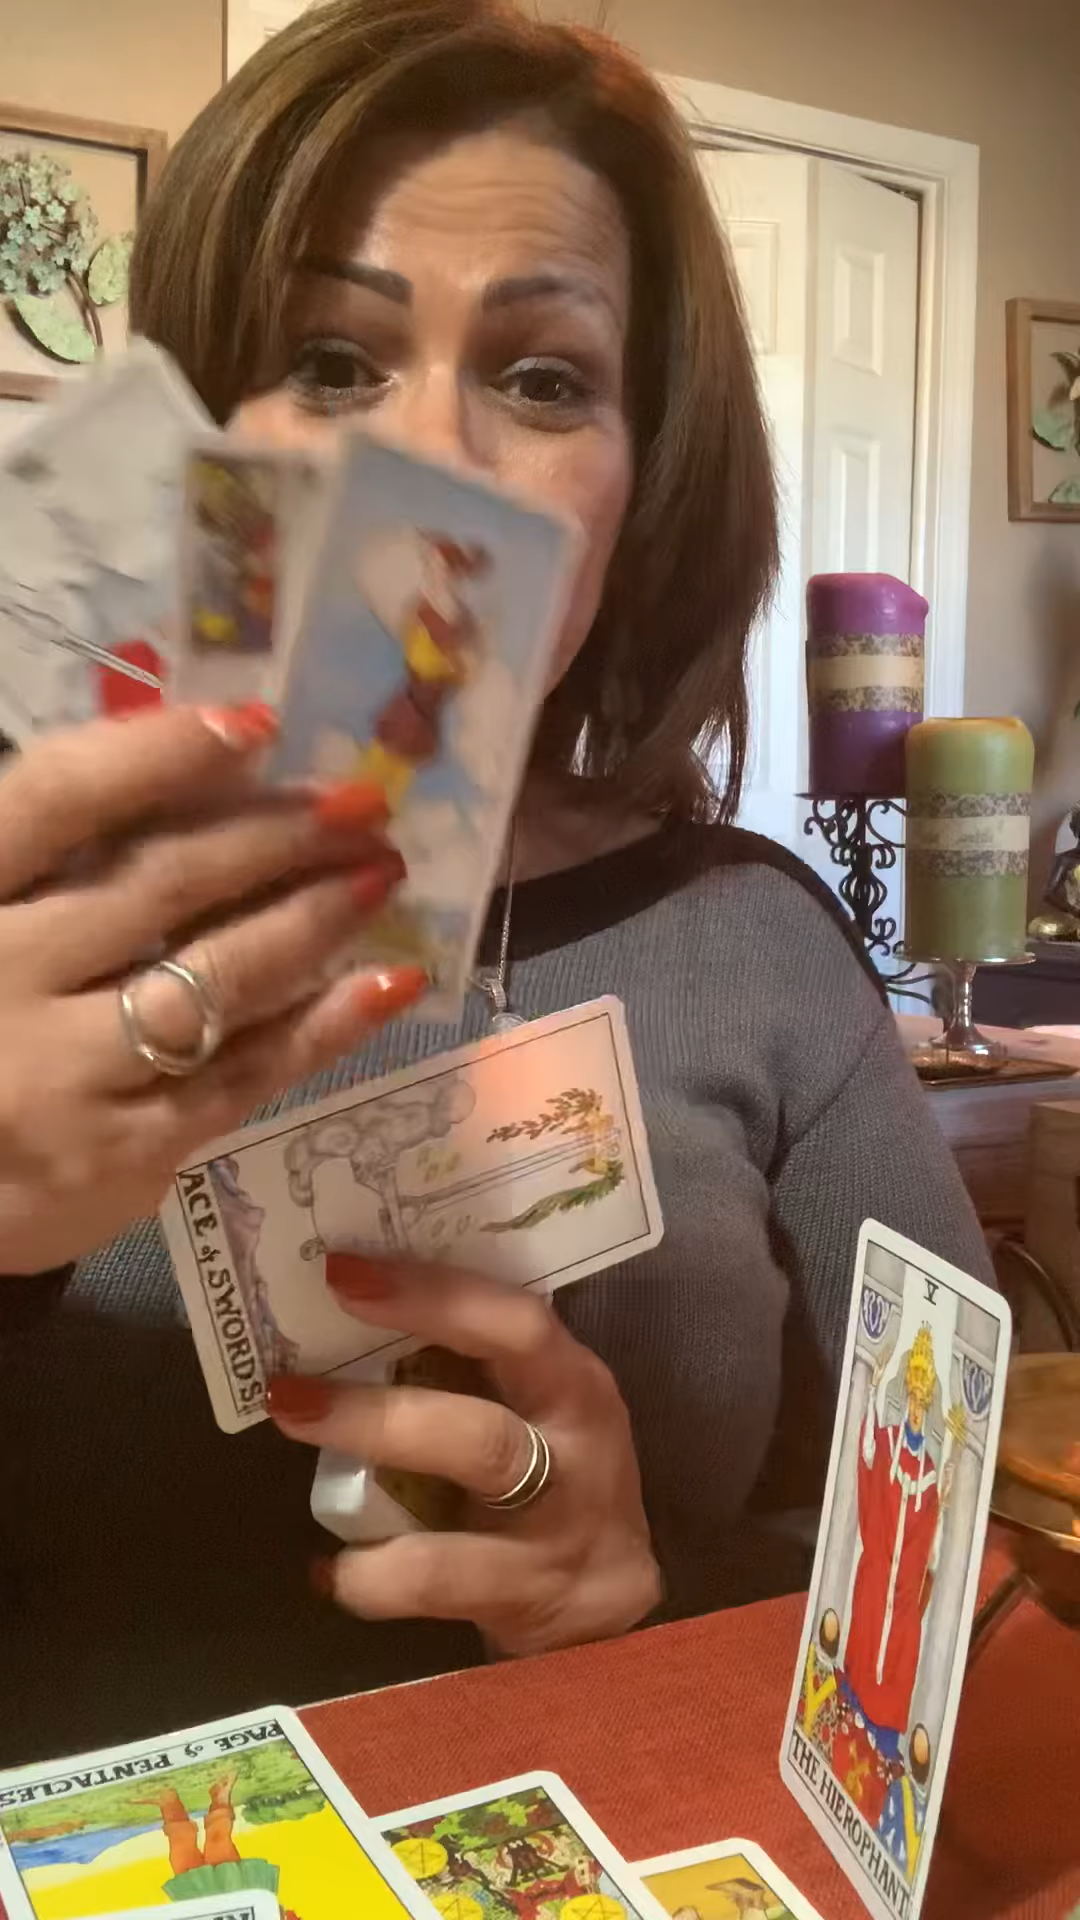 ACE of SWORDS.
V
THE HIEROPHANT
PAGE of PENTACLES